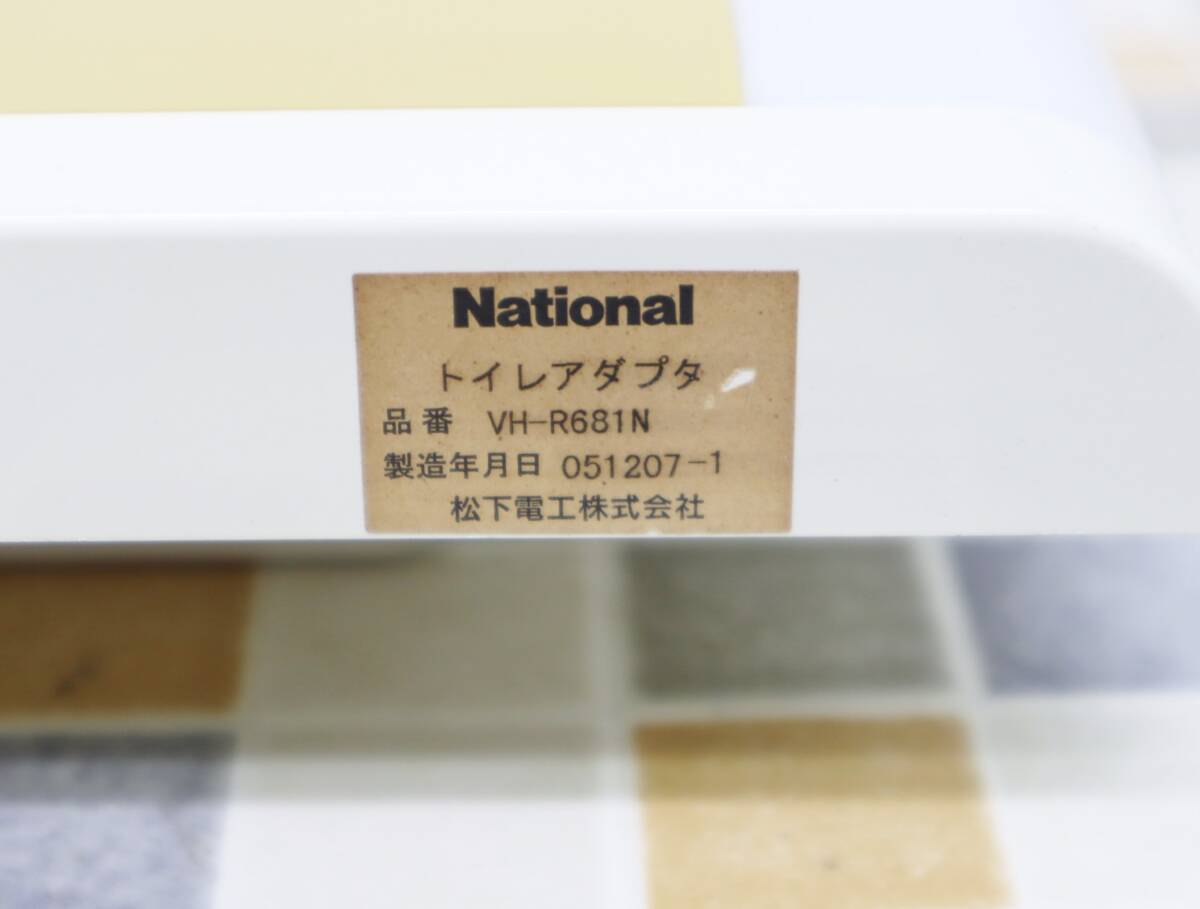 National
トイレアダプタ
品番 VH-R681N
製造年月日 051207-1
松下電工株式会社